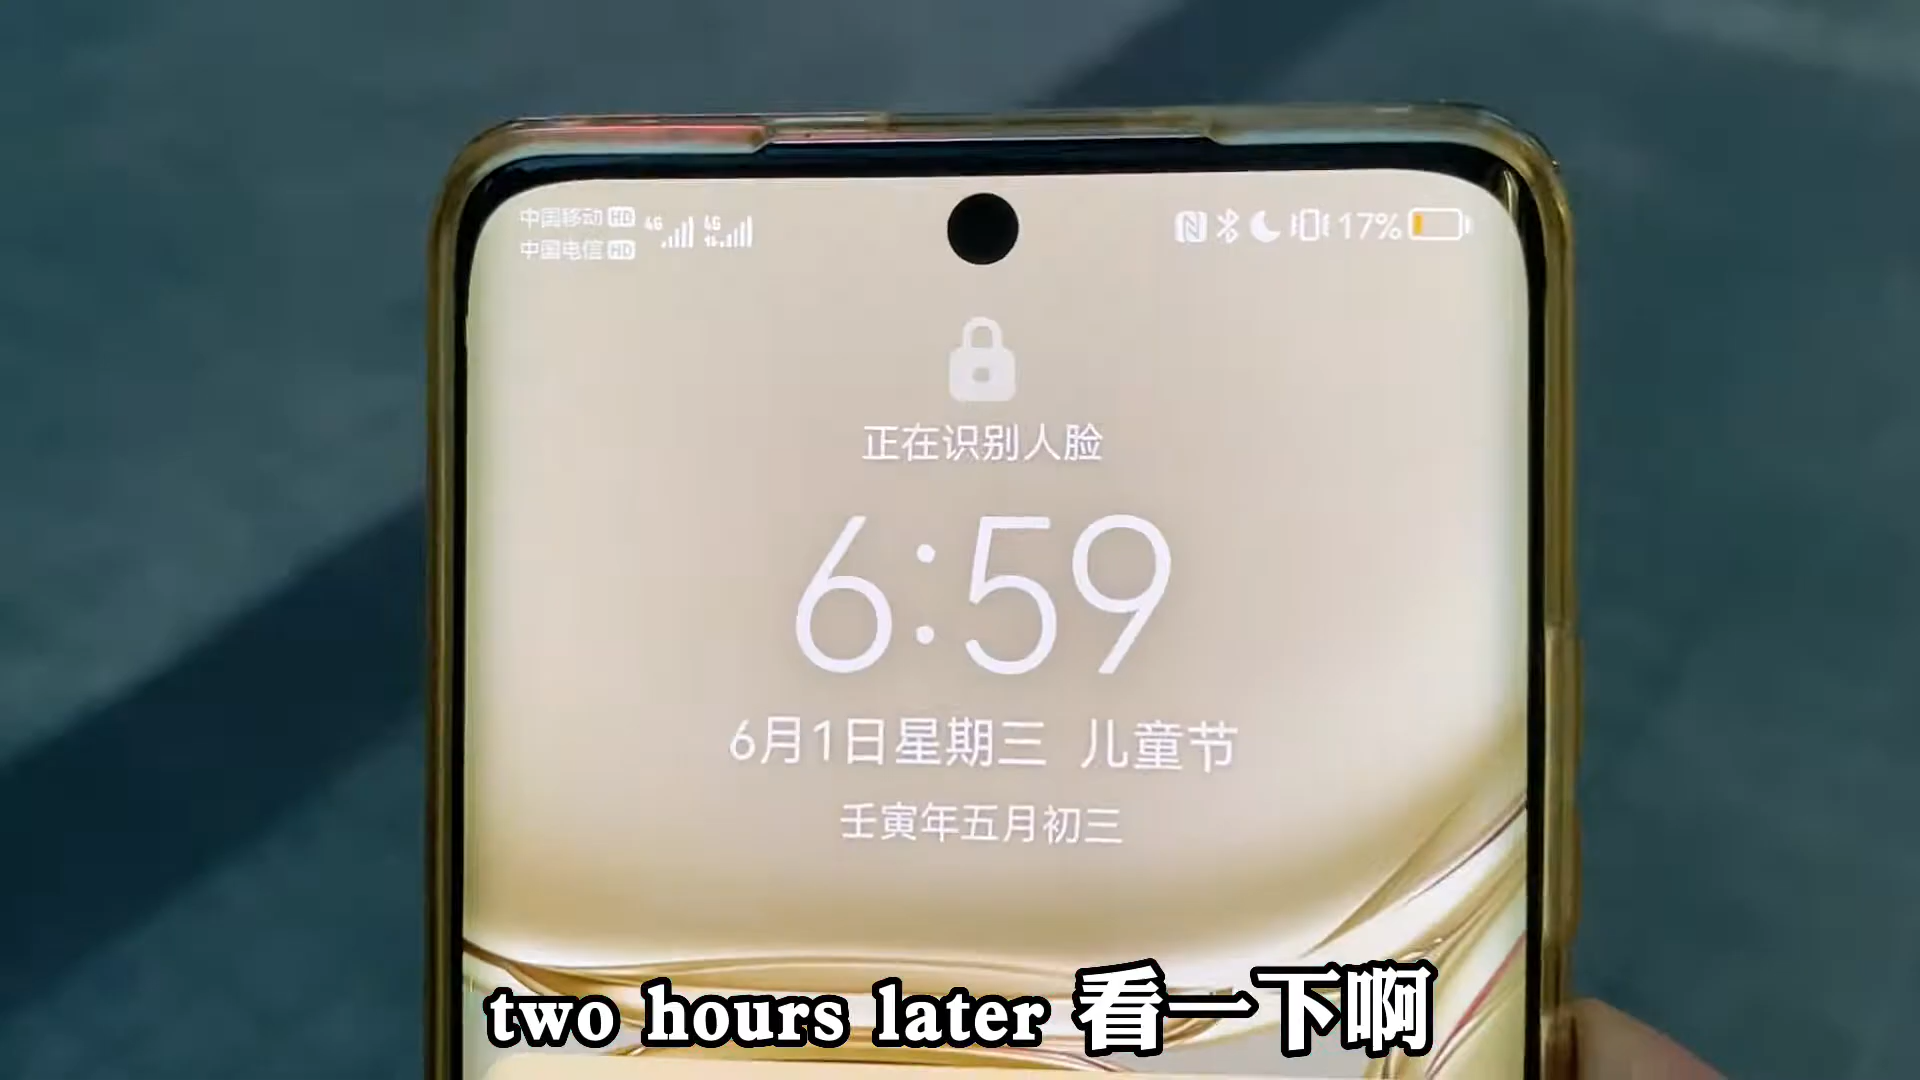 中国移动 HD 4G 4G
中国电信 HD
17%
正在识别人脸
6:59
6月1日星期三 儿童节
壬寅年五月初三
two hours later 看一下啊